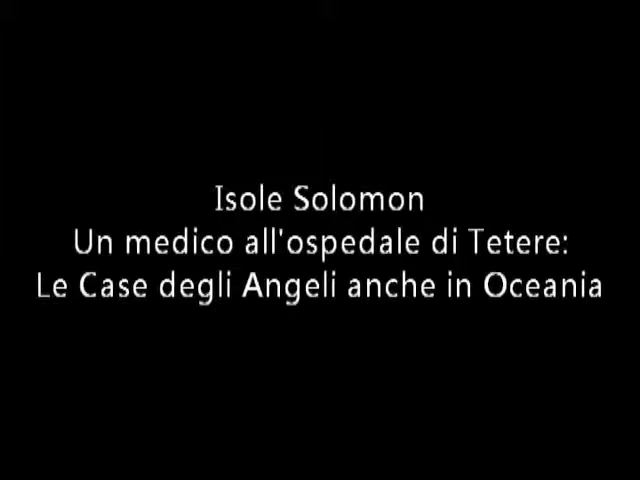 Isole Solomon
Un medico all'ospedale di Tetere:
Le Case degli Angeli anche in Oceania